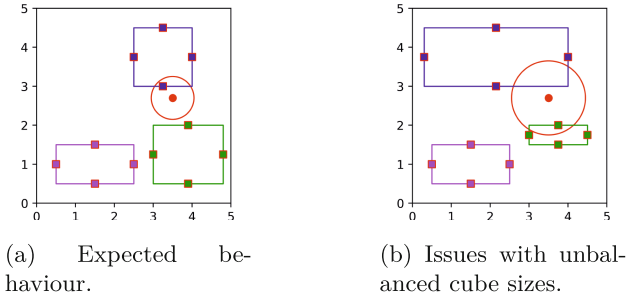 5
4
3
2
1
0
0 1 2 3 4 5
5
4
3
2
1
0
0 1 2 3 4 5
(a) Expected be-
haviour.
(b) Issues with unbal-
anced cube sizes.